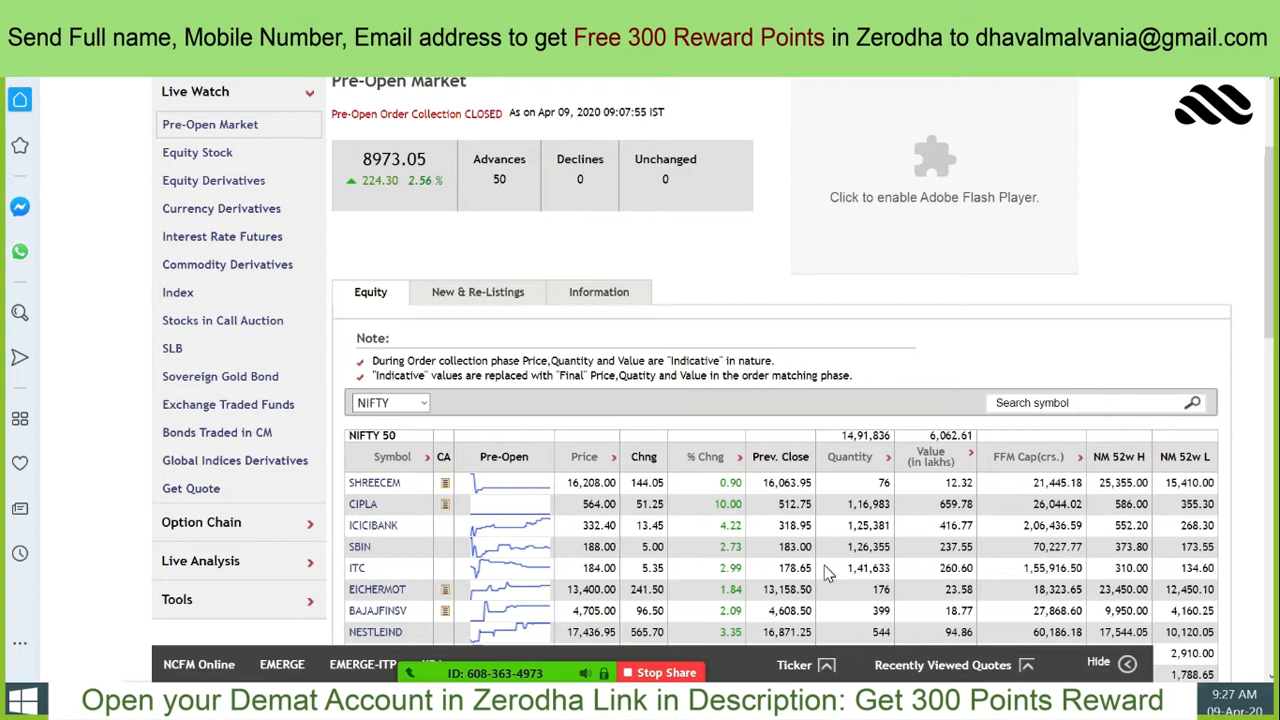 Send Full name, Mobile Number, Email address to get Free 300 Reward Points in Zerodha to dhavalmalvania@gmail.com
Pre-Open Market
Live Watch
Pre-Open Market
Equity Stock
Equity Derivatives
Currency Derivatives
Interest Rate Futures
Commodity Derivatives
Index
Stocks in Call Auction
SLB
Sovereign Gold Bond
Exchange Traded Funds
Bonds Traded in CM
Global Indices Derivatives
Get Quote
Option Chain
Live Analysis
Tools
Pre-Open Order Collection CLOSED As on Apr 09, 2020 09:07:55 IST
8973.05 Advances Declines Unchanged
224.30 2.56 % 50 0 0
Click to enable Adobe Flash Player.
Equity New & Re-Listings Information
Note:
During Order collection phase Price,Quantity and Value are "Indicative" in nature.
"Indicative" values are replaced with "Final" Price,Quatity and Value in the order matching phase.
NIFTY Search symbol
NIFTY 50 14,91,836 6,062.61
Symbol CA Pre-Open Price Chng % Chng Prev. Close Quantity Value (in lakhs) FFM Cap(crs.) NM 52w H NM 52w L
SHREECEM 16,208.00 144.05 0.90 16,063.95 76 12.32 21,445.18 25,355.00 15,410.00
CIPLA 564.00 51.25 10.00 512.75 1,16,983 659.78 26,044.02 586.00 355.30
ICICIBANK 332.40 13.45 4.22 318.95 1,25,381 416.77 2,06,436.59 552.20 268.30
SBIN 188.00 5.00 2.73 183.00 1,26,355 237.55 70,227.77 373.80 173.55
ITC 184.00 5.35 2.99 178.65 1,41,633 260.60 1,55,916.50 310.00 134.60
EICHERMOT 13,400.00 241.50 1.84 13,158.50 176 23.58 18,323.65 23,450.00 12,450.10
BAJAJFINSV 4,705.00 96.50 2.09 4,608.50 399 18.77 27,868.60 9,950.00 4,160.25
NESTLEIND 17,436.95 565.70 3.35 16,871.25 544 94.86 60,186.18 17,544.05 10,120.05
2,910.00
1,788.65
NCFM Online EMERGE EMERGE-ITP Ticker Recently Viewed Quotes Hide
ID: 608-363-4973 Stop Share
Open your Demat Account in Zerodha Link in Description: Get 300 Points Reward
9:27 AM
09-Apr-20